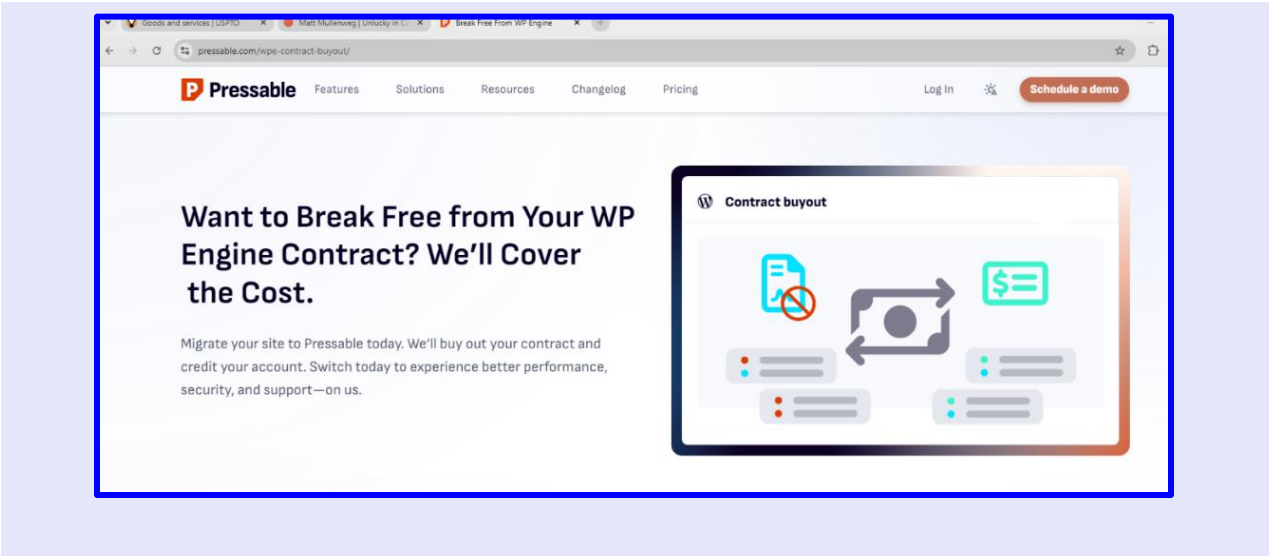 Goods and services | USPTO
Matt Mullenweg | Unlucky in C
Break Free From WP Engine
pressable.com/wpe-contract-buyout/
Pressable
Features
Solutions
Resources
Changelog
Pricing
Log In
Schedule a demo
Want to Break Free from Your WP
Engine Contract? We’ll Cover
the Cost.
Migrate your site to Pressable today. We’ll buy out your contract and
credit your account. Switch today to experience better performance,
security, and support—on us.
Contract buyout